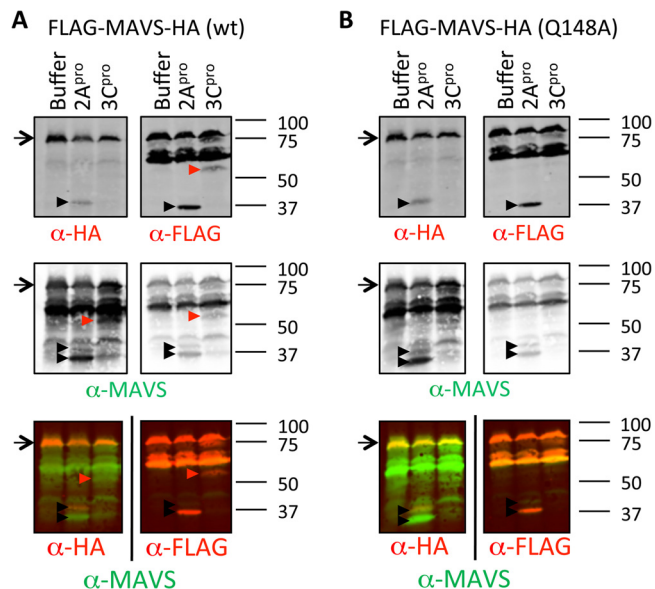 A FLAG-MAVS-HA (wt)
Buffer 2Apro 3Cpro Buffer 2Apro 3Cpro
100
75
50
37
α-HA α-FLAG
100
75
50
37
α-MAVS
100
75
50
37
α-HA α-FLAG
α-MAVS
B FLAG-MAVS-HA (Q148A)
Buffer 2Apro 3Cpro Buffer 2Apro 3Cpro
100
75
50
37
α-HA α-FLAG
100
75
50
37
α-MAVS
100
75
50
37
α-HA α-FLAG
α-MAVS